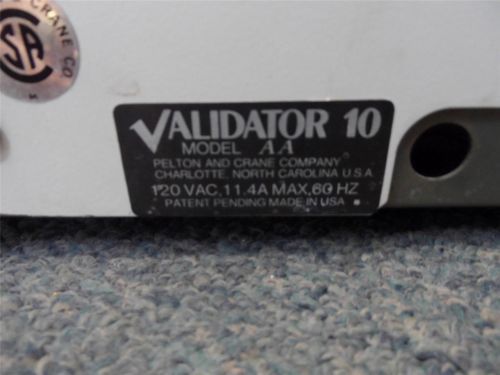 CRANE CO
SA
VALIDATOR 10
MODEL AA
PELTON AND CRANE COMPANY
CHARLOTTE, NORTH CAROLINA U.S.A.
120 VAC, 11.4A MAX, 60 HZ
PATENT PENDING MADE IN USA